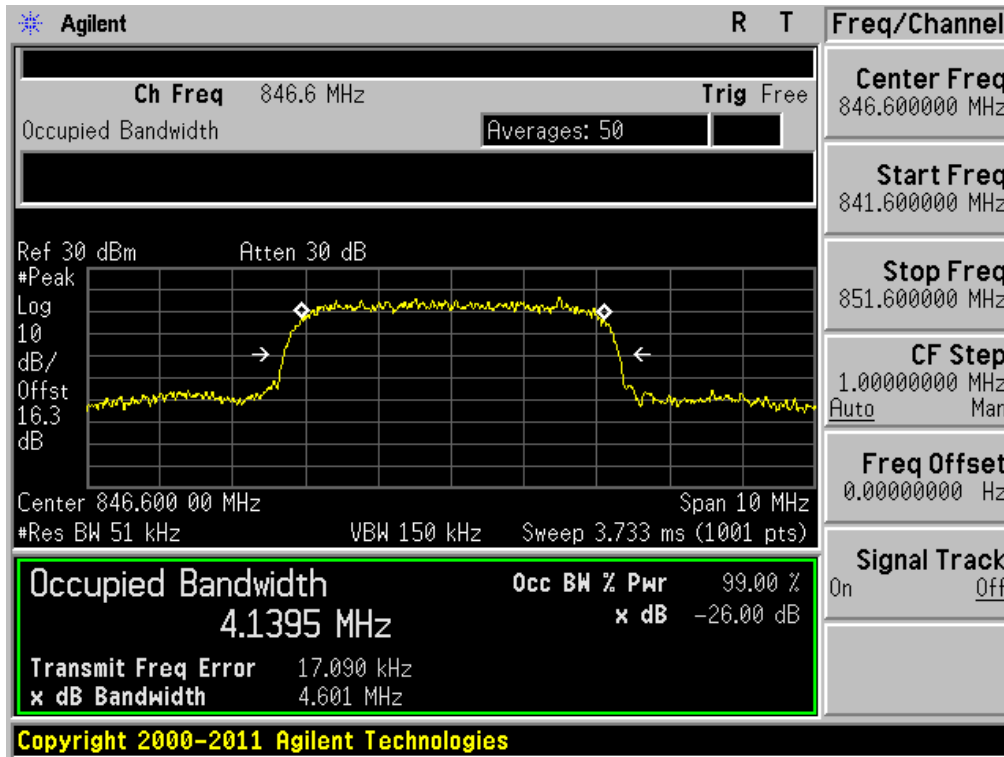 Agilent R T Freq/Channel
Ch Freq 846.6 MHz Trig Free
Occupied Bandwidth Averages: 50
Center Freq
846.600000 MHz
Start Freq
841.600000 MHz
Stop Freq
851.600000 MHz
CF Step
1.00000000 MHz
Auto Man
Freq Offset
0.00000000 Hz
Signal Track
On Off
Ref 30 dBm Atten 30 dB
#Peak
Log
10
dB/
Offst
16.3
dB
Center 846.600 00 MHz Span 10 MHz
#Res BW 51 kHz VBW 150 kHz Sweep 3.733 ms (1001 pts)
Occupied Bandwidth Occ BW % Pwr 99.00 %
4.1395 MHz x dB -26.00 dB
Transmit Freq Error 17.090 kHz
x dB Bandwidth 4.601 MHz
Copyright 2000-2011 Agilent Technologies